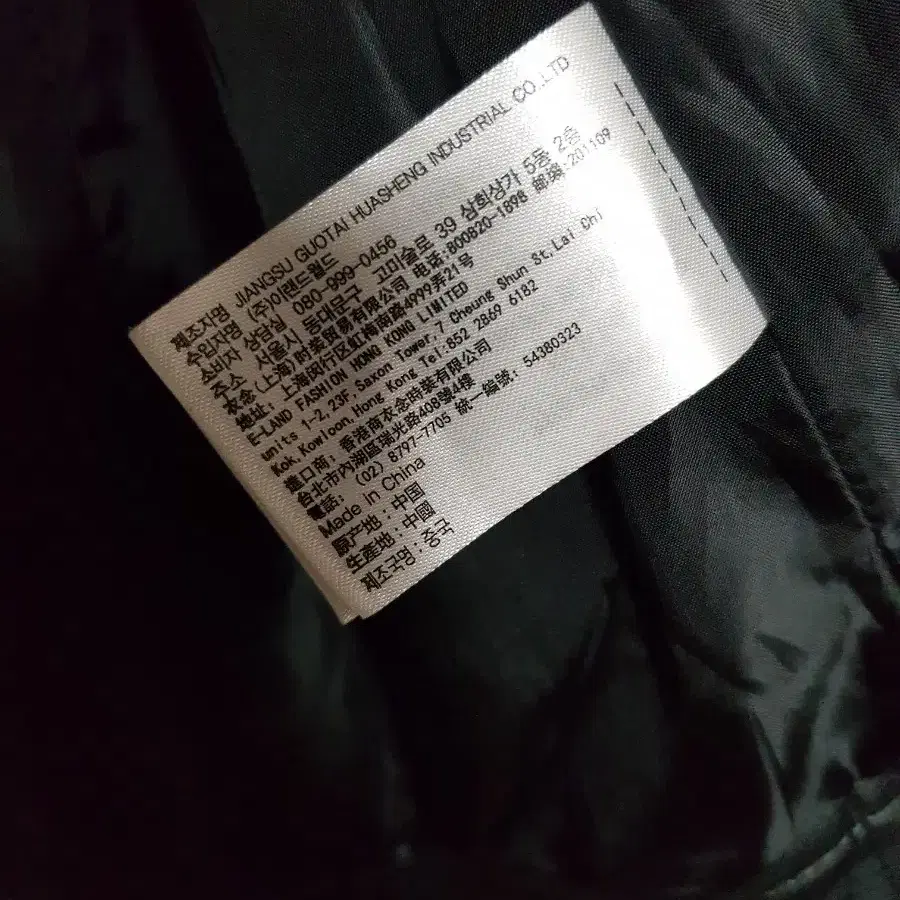 제조자명 JIANGSU GUOTAI HUASHENG INDUSTRIAL CO.,LTD
수입자명 (주)이랜드월드
소비자 상담실 080-999-0456
주소 서울시 동대문구 고미술로 39 삼희상가 5동 2층
衣念(上海)时装贸易有限公司 电话:800820-1898 邮编:201109
地址: 上海闵行区虹梅南路4999弄21号
E-LAND FASHION HONG KONG LIMITED
units 1-2,23F,Saxon Tower,7 Cheung Shun St,Lai Chi
Kok,Kowloon,Hong Kong Tel:852 2869 6182
進口商: 香港商衣念時裝有限公司
台北市內湖區瑞光路408號4樓
電話: (02) 8797-7705 統一編號: 54380323
Made in China
原产地: 中国
生產地: 中國
제조국명: 중국